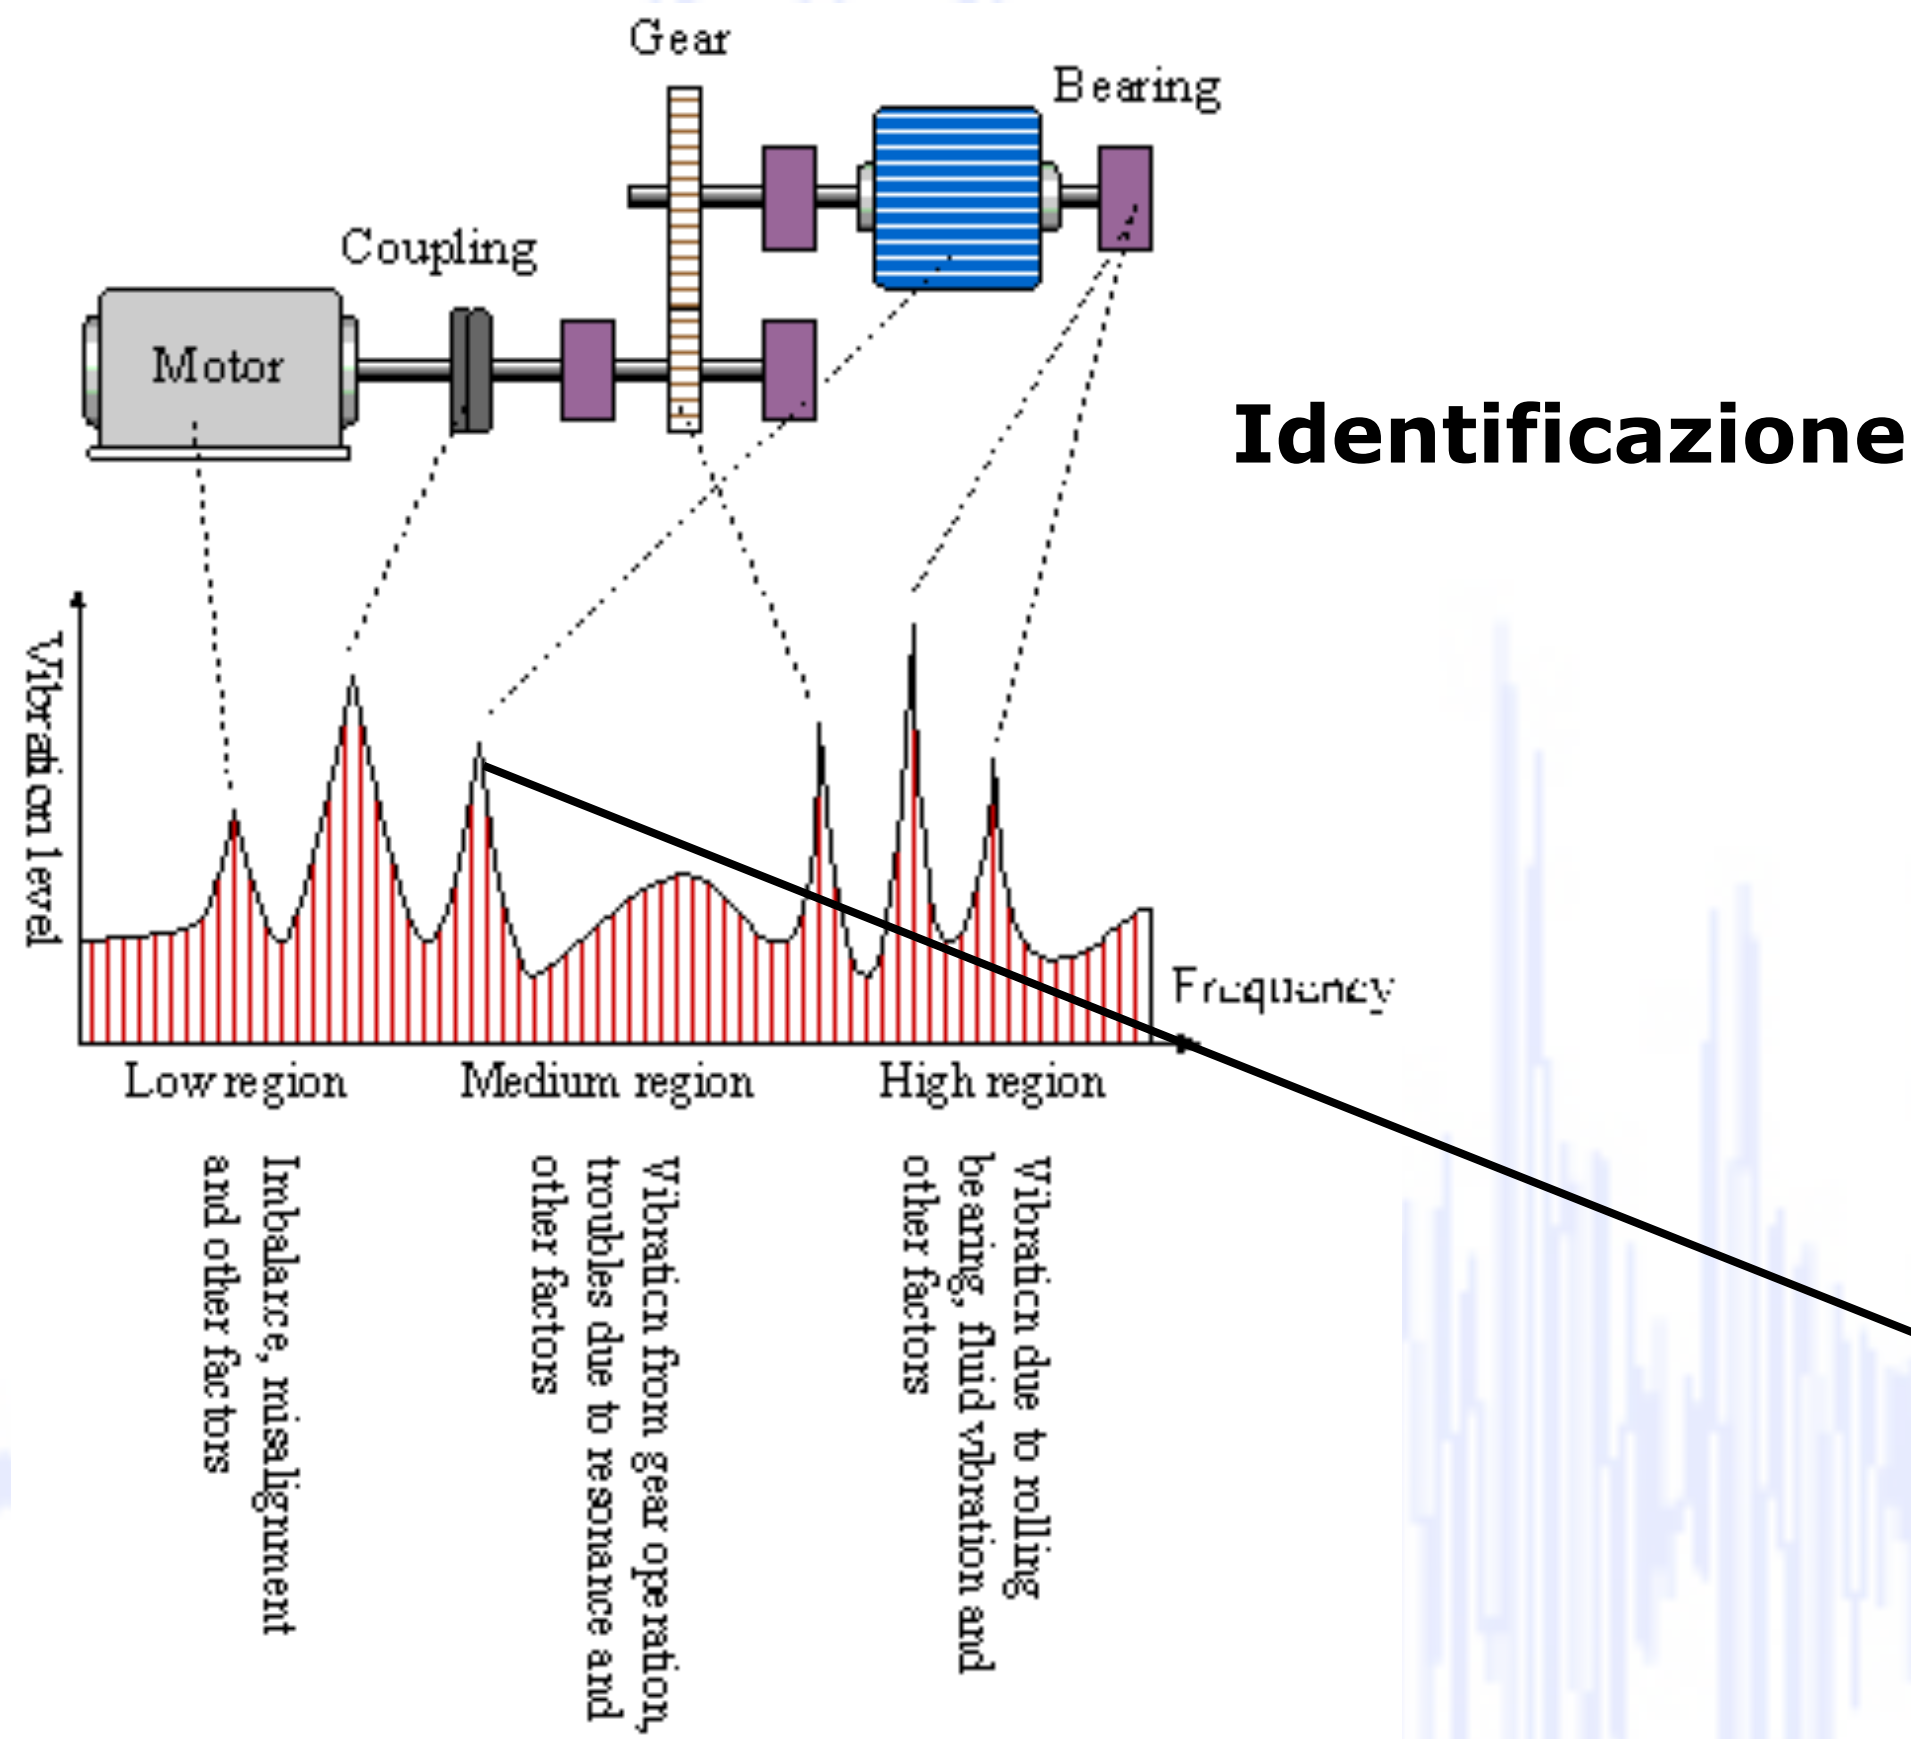 Gear
Bearing
Coupling
Motor
Identificazione
Vibration level
Frequency
Low region
Medium region
High region
Imbalance, misalignment
and other factors
Vibration from gear operation,
troubles due to resonance and
other factors
Vibration due to rolling
bearing, fluid vibration and
other factors